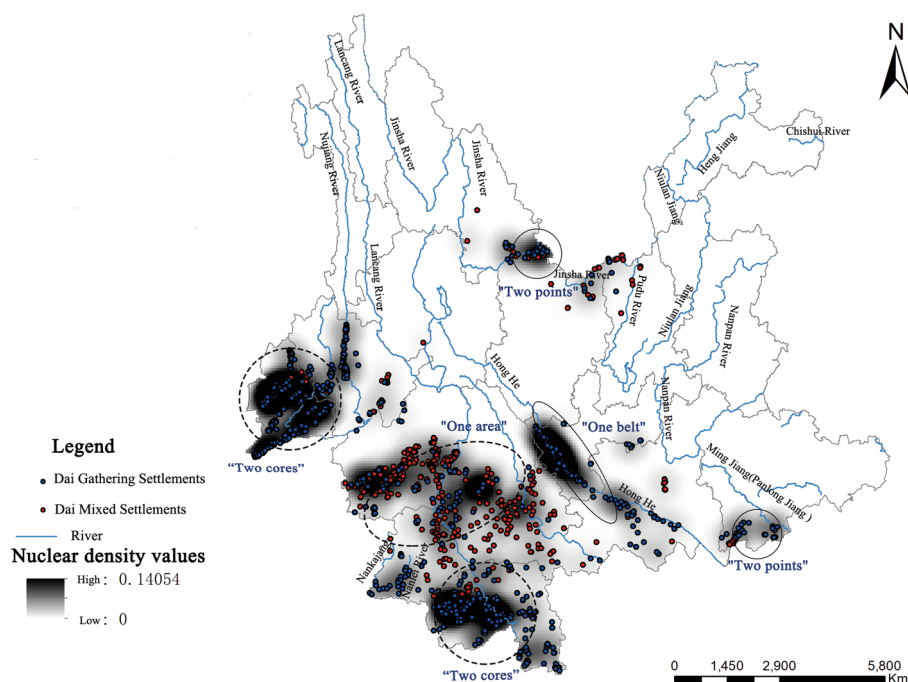 N
Lancang River
Nujiang River
Jinsha River
Jinsha River
Chishui River
Heng Jiang
Niulan Jiang
Lancang River
Jinsha River
"Two points"
Pudu River
Niulan Jiang
Nanpan River
Hong He
Nanpan River
"Two cores"
"One area"
"One belt"
Ming Jiang(Panlong Jiang)
Hong He
"Two points"
Nankajang
Nanlei River
"Two cores"
Legend
Dai Gathering Settlements
Dai Mixed Settlements
River
Nuclear density values
High: 0.14054
Low: 0
0 1,450 2,900 5,800
Km